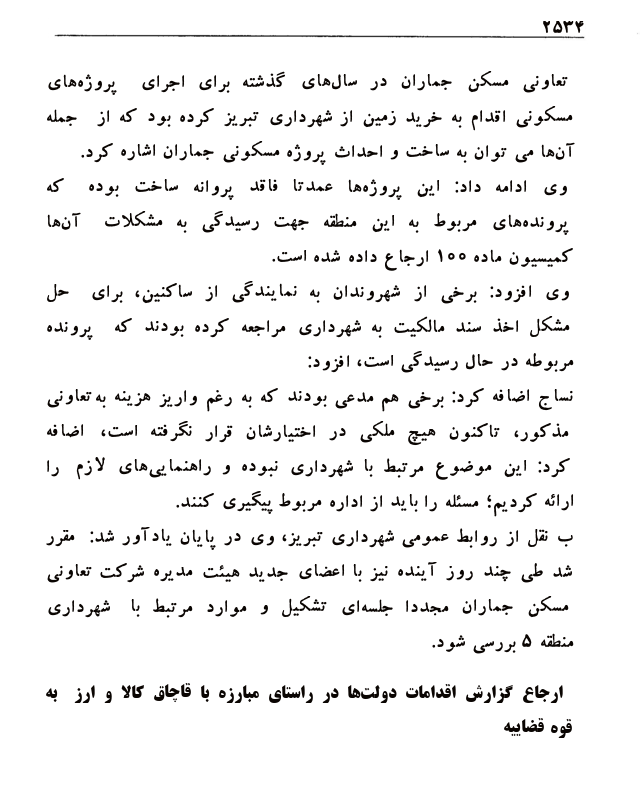 ۲۵۳۴
تعاونی مسکن جماران در سال‌های گذشته برای اجرای پروژه‌های
مسکونی اقدام به خرید زمین از شهرداری تبریز کرده بود که از جمله
آن‌ها می توان به ساخت و احداث پروژه مسکونی جماران اشاره کرد.
وی ادامه داد: این پروژه‌ها عمدتا فاقد پروانه ساخت بوده که
پرونده‌های مربوط به این منطقه جهت رسیدگی به مشکلات آن‌ها
کمیسیون ماده ۱۰۰ ارجاع داده شده است.
وی افزود: برخی از شهروندان به نمایندگی از ساکنین، برای حل
مشکل اخذ سند مالکیت به شهرداری مراجعه کرده بودند که پرونده
مربوطه در حال رسیدگی است، افزود:
نساج اضافه کرد: برخی هم مدعی بودند که به رغم واریز هزینه به تعاونی
مذکور، تاکنون هیچ ملکی در اختیارشان قرار نگرفته است، اضافه
کرد: این موضوع مرتبط با شهرداری نبوده و راهنمایی‌های لازم را
ارائه کردیم؛ مسئله را باید از اداره مربوط پیگیری کنند.
ب نقل از روابط عمومی شهرداری تبریز، وی در پایان یادآور شد: مقرر
شد طی چند روز آینده نیز با اعضای جدید هیئت مدیره شرکت تعاونی
مسکن جماران مجددا جلسه‌ای تشکیل و موارد مرتبط با شهرداری
منطقه ۵ بررسی شود.
ارجاع گزارش اقدامات دولت‌ها در راستای مبارزه با قاچاق کالا و ارز به
قوه قضاییه